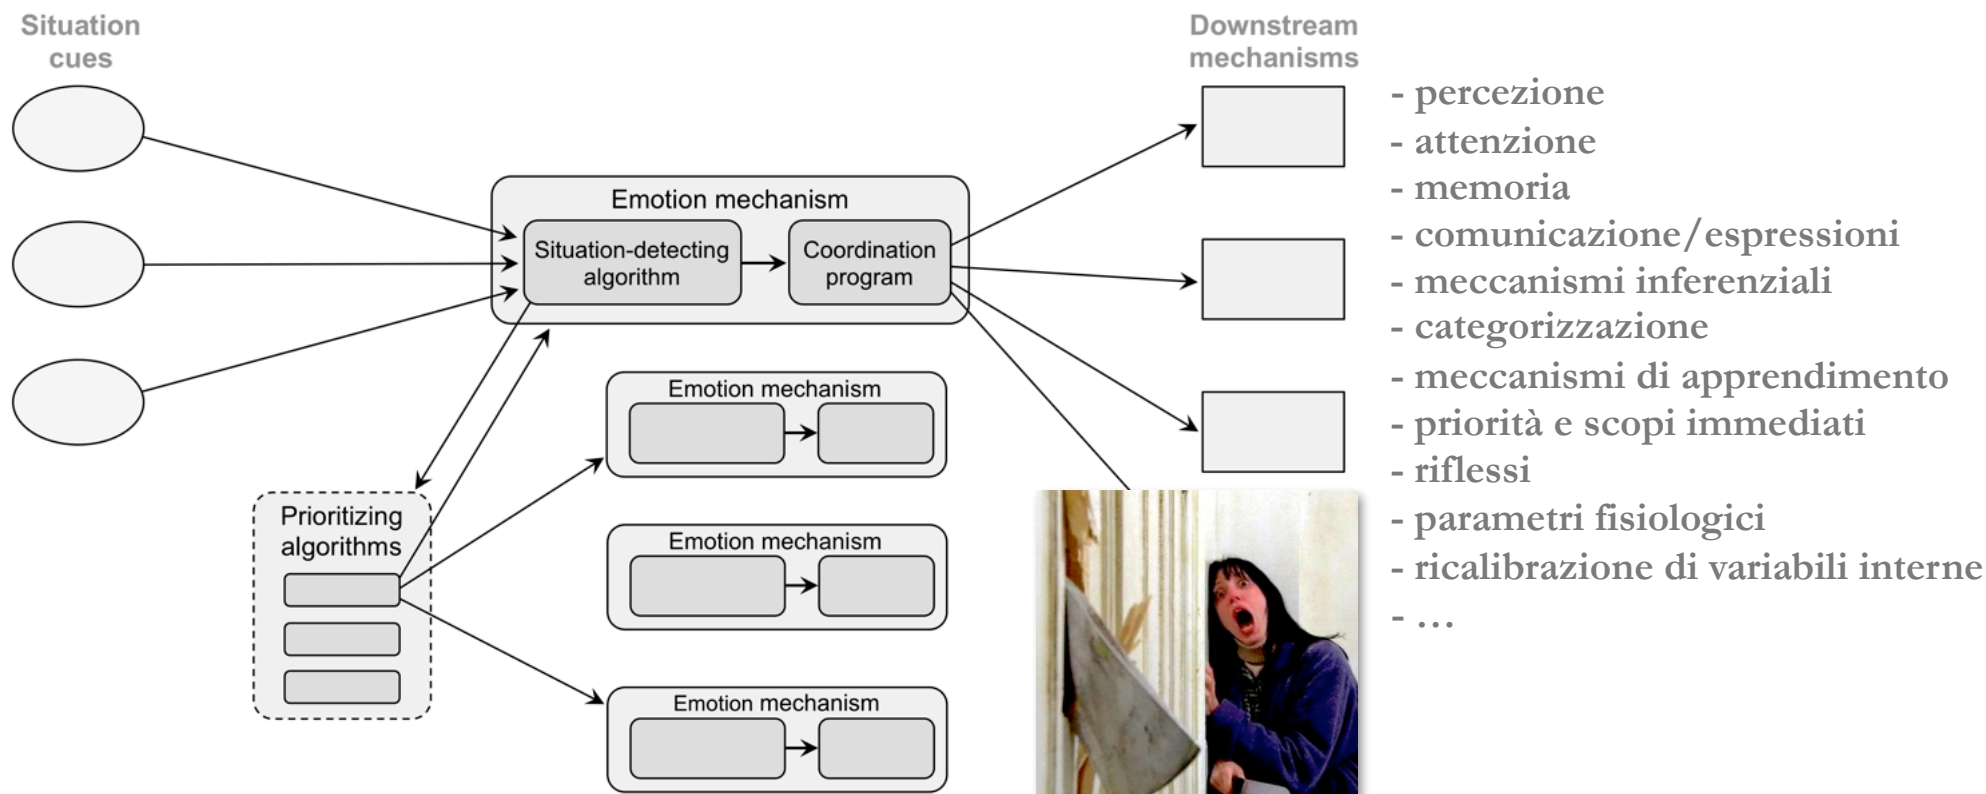 Situation
cues
Downstream
mechanisms
- percezione
- attenzione
- memoria
- comunicazione/espressioni
- meccanismi inferenziali
- categorizzazione
- meccanismi di apprendimento
- priorità e scopi immediati
- riflessi
- parametri fisiologici
- ricalibrazione di variabili interne
- ...
Emotion mechanism
Situation-detecting
algorithm
Coordination
program
Emotion mechanism
Prioritizing
algorithms
Emotion mechanism
Emotion mechanism